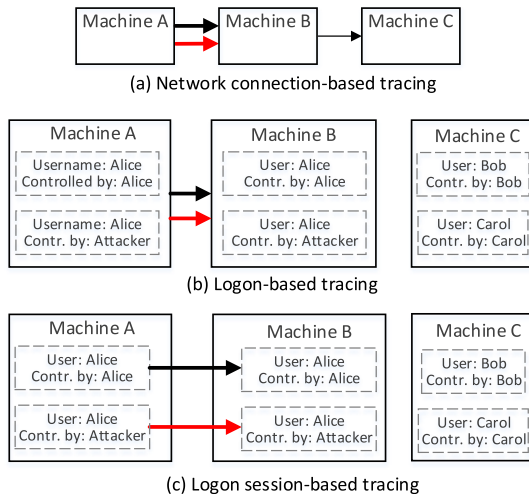 Machine A
Machine B
Machine C
(a) Network connection-based tracing
Machine A
Username: Alice
Controlled by: Alice
Username: Alice
Contr. by: Attacker
Machine B
User: Alice
Contr. by: Alice
User: Alice
Contr. by: Attacker
Machine C
User: Bob
Contr. by: Bob
User: Carol
Contr. by: Carol
(b) Logon-based tracing
Machine A
User: Alice
Contr. by: Alice
User: Alice
Contr. by: Attacker
Machine B
User: Alice
Contr. by: Alice
User: Alice
Contr. by: Attacker
Machine C
User: Bob
Contr. by: Bob
User: Carol
Contr. by: Carol
(c) Logon session-based tracing